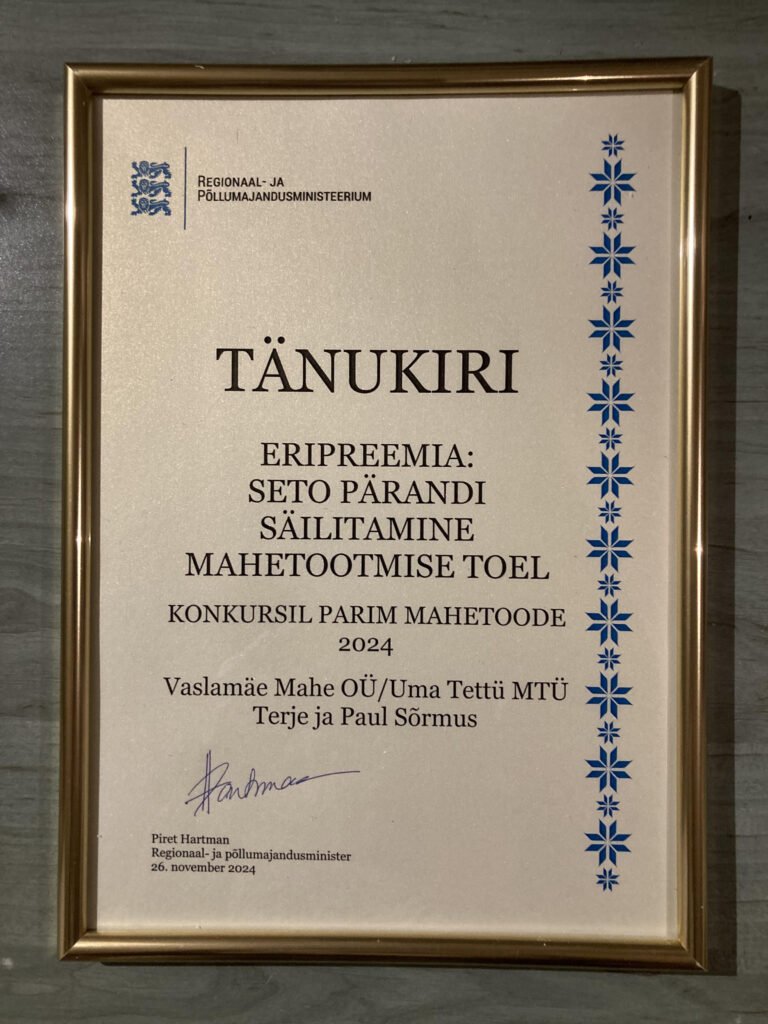 REGIONAAL- JA
PÕLLUMAJANDUSMINISTEERIUM
TÄNUKIRI
ERIPREEMIA:
SETO PÄRANDI
SÄILITAMINE
MAHETOOTMISE TOEL
KONKURSIL PARIM MAHETOODE
2024
Vaslamäe Mahe OÜ/Uma Tettü MTÜ
Terje ja Paul Sõrmus
Piret Hartman
Regionaal- ja põllumajandusminister
26. november 2024